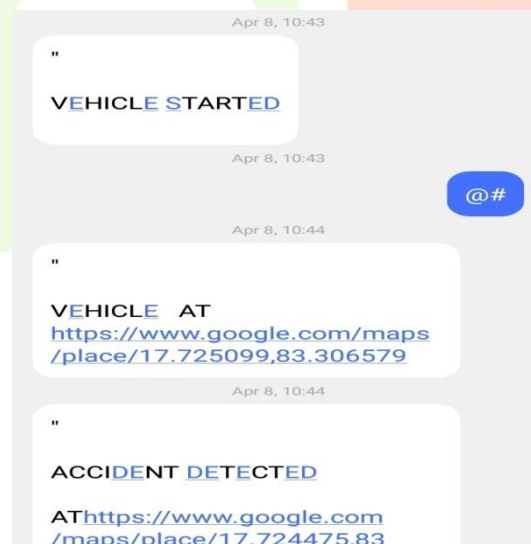 Apr 8, 10:43
"
VEHICLE STARTED
Apr 8, 10:43
@#
Apr 8, 10:44
"
VEHICLE AT
https://www.google.com/maps
/place/17.725099,83.306579
Apr 8, 10:44
"
ACCIDENT DETECTED
AThttps://www.google.com
/maps/place/17.724475,83